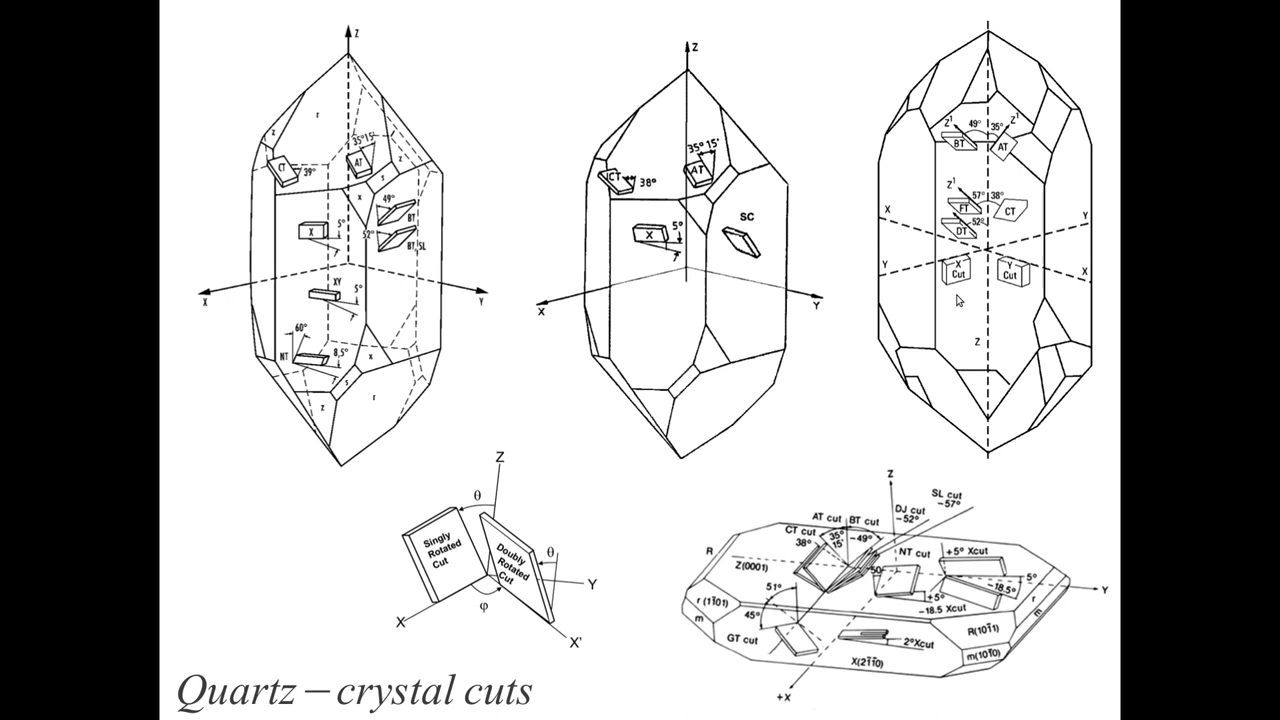 Z
r
z
35°15'
CT
39°
AT
z
s
x
49°
BT
X
5°
52°
BT, SL
XY
5°
X
Y
60°
NT
8,5°
x
s
z
r
Z
35° 15'
CT
38°
AT
X
5°
SC
X
Y
Z¹
49°
35°
Z¹
BT
AT
Z¹
57°
38°
FT
CT
52°
DT
X
Y
Y
X
X
Cut
Y
Cut
Z
Z
θ
Singly
Rotated
Cut
Doubly
Rotated
Cut
θ
Y
φ
X
X'
Z
SL cut
-57°
DJ cut
-52°
AT cut
BT cut
CT cut
38°
35°
15'
-49°
NT cut
+5° Xcut
R
Z(0001)
50
5°
-18.5°
Y
51°
+5°
-18.5 Xcut
r (11̄01)
m
45°
GT cut
2°Xcut
R(101̄1)
r
m
X(21̄1̄0)
m(101̄0)
+X
Quartz – crystal cuts